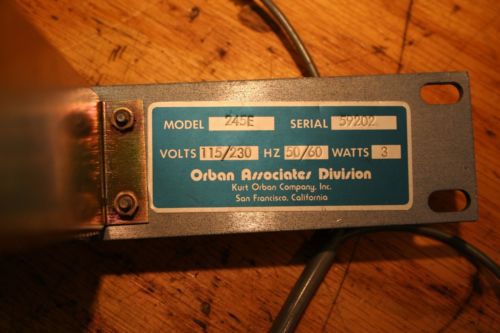 MODEL 245E SERIAL 59202
VOLTS 115/230 HZ 50/60 WATTS 3
Orban Associates Division
Kurt Orban Company, Inc.
San Francisco, California